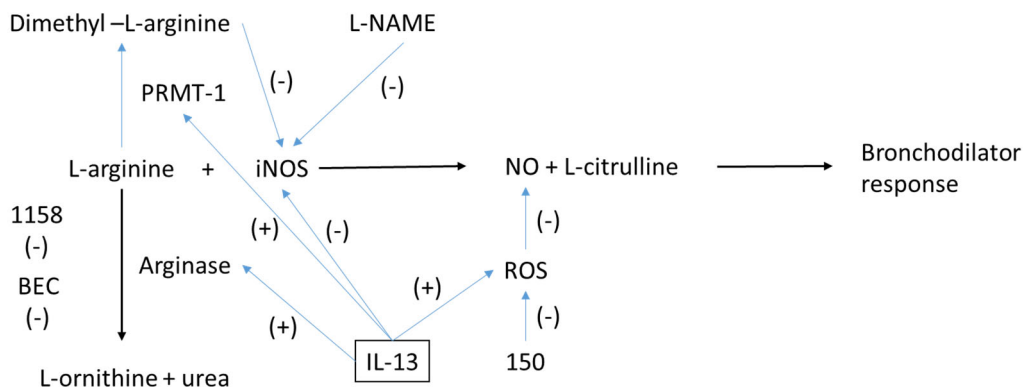 Dimethyl –L-arginine
L-NAME
(-)
(-)
PRMT-1
L-arginine + iNOS
NO + L-citrulline
Bronchodilator
response
1158
(-)
(+)
(-)
(-)
Arginase
BEC
(-)
(+)
ROS
(+)
(-)
IL-13
150
L-ornithine + urea